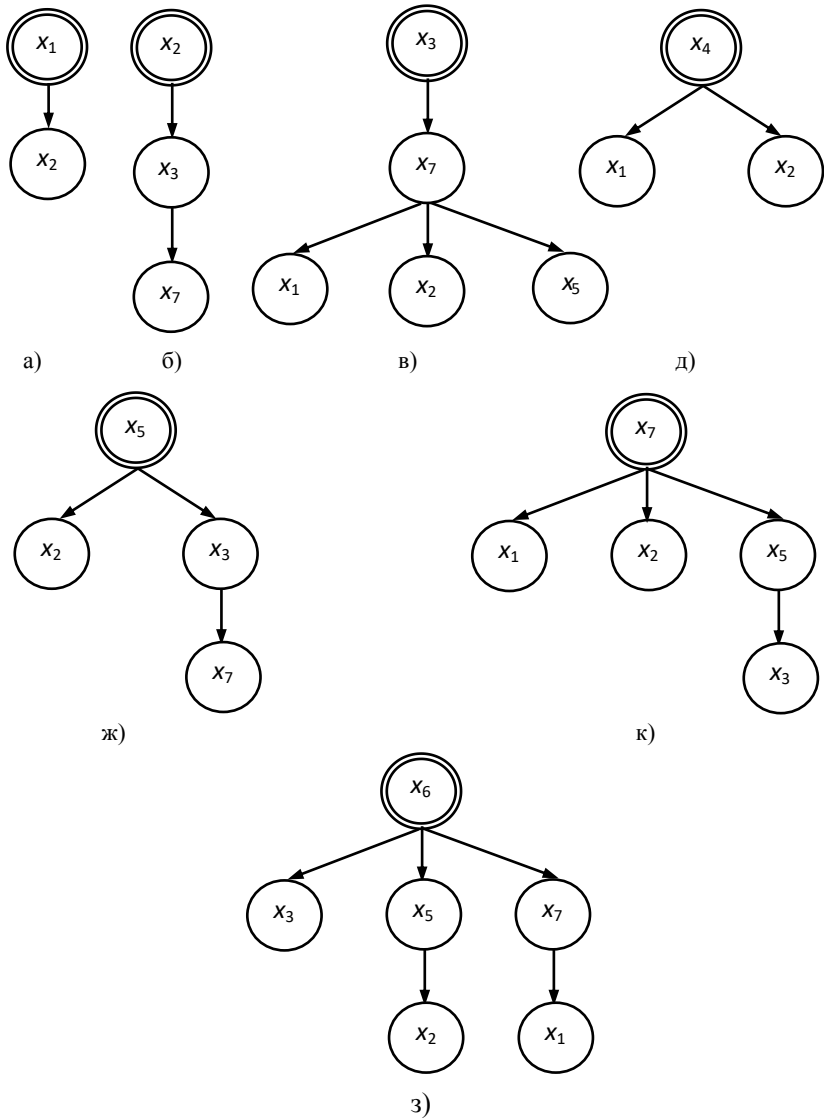 x₁ x₂ x₃ x₄
x₂ x₃ x₇ x₁ x₂
x₇ x₁ x₂ x₅
а) б) в) д)
x₅ x₇
x₂ x₃ x₁ x₂ x₅
x₇ x₃
ж) к)
x₆
x₃ x₅ x₇
x₂ x₁
з)